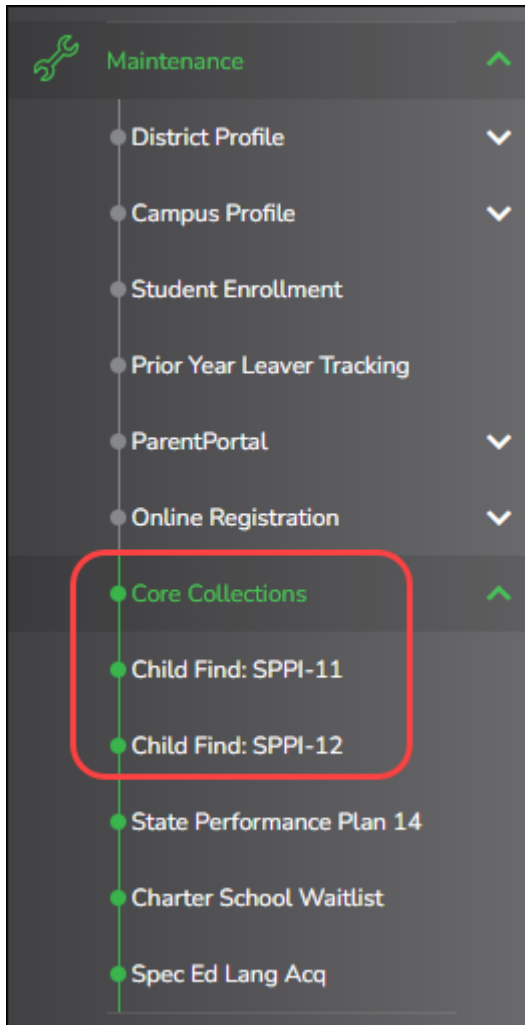 Maintenance
District Profile
Campus Profile
Student Enrollment
Prior Year Leaver Tracking
ParentPortal
Online Registration
Core Collections
Child Find: SPPI-11
Child Find: SPPI-12
State Performance Plan 14
Charter School Waitlist
Spec Ed Lang Acq